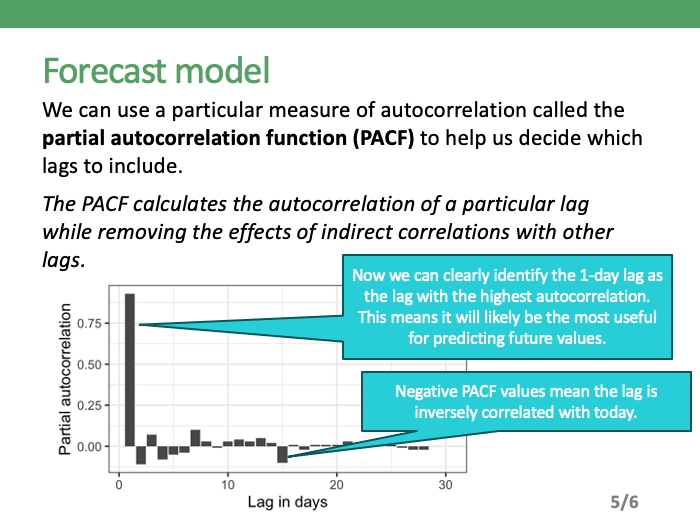 Forecast model
We can use a particular measure of autocorrelation called the
partial autocorrelation function (PACF) to help us decide which
lags to include.
The PACF calculates the autocorrelation of a particular lag
while removing the effects of indirect correlations with other
lags.
Now we can clearly identify the 1-day lag as
the lag with the highest autocorrelation.
This means it will likely be the most useful
for predicting future values.
Negative PACF values mean the lag is
inversely correlated with today.
Partial autocorrelation
0.75
0.50
0.25
0.00
0 10 20 30
Lag in days
5/6